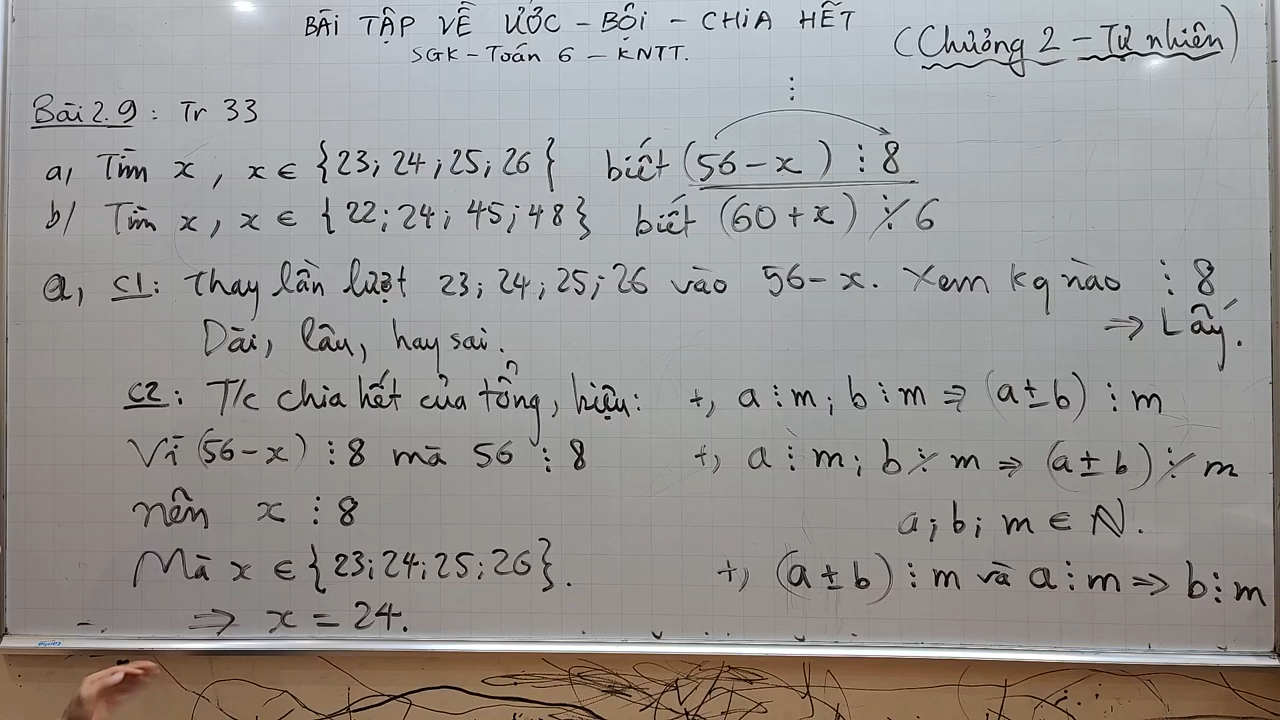 BÀI TẬP VỀ ƯỚC - BỘI - CHIA HẾT
SGK - Toán 6 - KNTT.
(Chương 2 - Tự nhiên)
Bài 2.9 : Tr 33
⋮
a, Tìm x, x ∈ {23; 24; 25; 26} biết (56 - x) ⋮ 8
b/ Tìm x, x ∈ {22; 24; 45; 48} biết (60 + x) ⋮̸ 6
a, C1: Thay lần lượt 23; 24; 25; 26 vào 56 - x. Xem kq nào ⋮ 8
⇒ Lấy.
Dài, lâu, hay sai.
C2: T/c chia hết của tổng, hiệu: +, a ⋮ m; b ⋮ m ⇒ (a ± b) ⋮ m
Vì (56 - x) ⋮ 8 mà 56 ⋮ 8 +, a ⋮ m; b ⋮̸ m ⇒ (a ± b) ⋮̸ m
nên x ⋮ 8 a; b; m ∈ N.
Mà x ∈ {23; 24; 25; 26}. +, (a ± b) ⋮ m và a ⋮ m ⇒ b ⋮ m
⇒ x = 24.